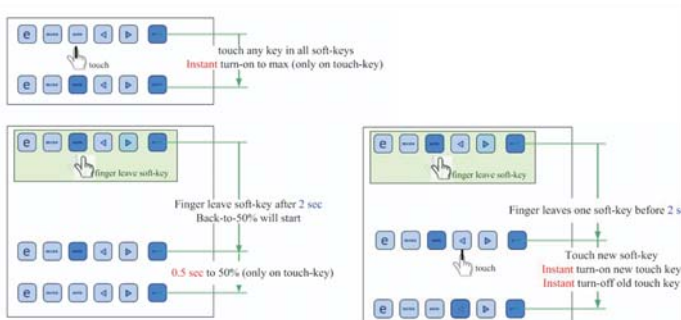 e
touch
touch any key in all soft-keys
Instant turn-on to max (only on touch-key)
e
e
Finger leave soft-key
Finger leave soft-key after 2 sec
Back-to-50% will start
e
0.5 sec to 50% (only on touch-key)
e
e
Finger leave soft-key
Finger leaves one soft-key before 2 s
e
touch
Touch new soft-key
Instant turn-on new touch key
Instant turn-off old touch key
e